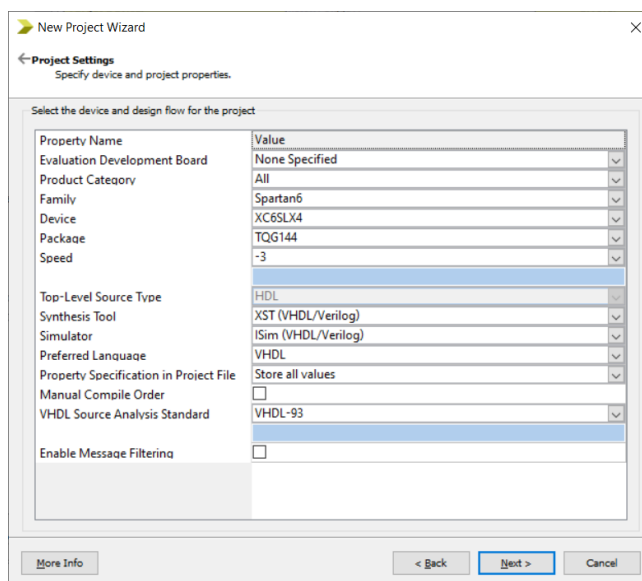 New Project Wizard
Project Settings
Specify device and project properties.
Select the device and design flow for the project
Property Name Value
Evaluation Development Board None Specified
Product Category All
Family Spartan6
Device XC6SLX4
Package TQG144
Speed -3
Top-Level Source Type HDL
Synthesis Tool XST (VHDL/Verilog)
Simulator ISim (VHDL/Verilog)
Preferred Language VHDL
Property Specification in Project File Store all values
Manual Compile Order
VHDL Source Analysis Standard VHDL-93
Enable Message Filtering
More Info < Back Next > Cancel